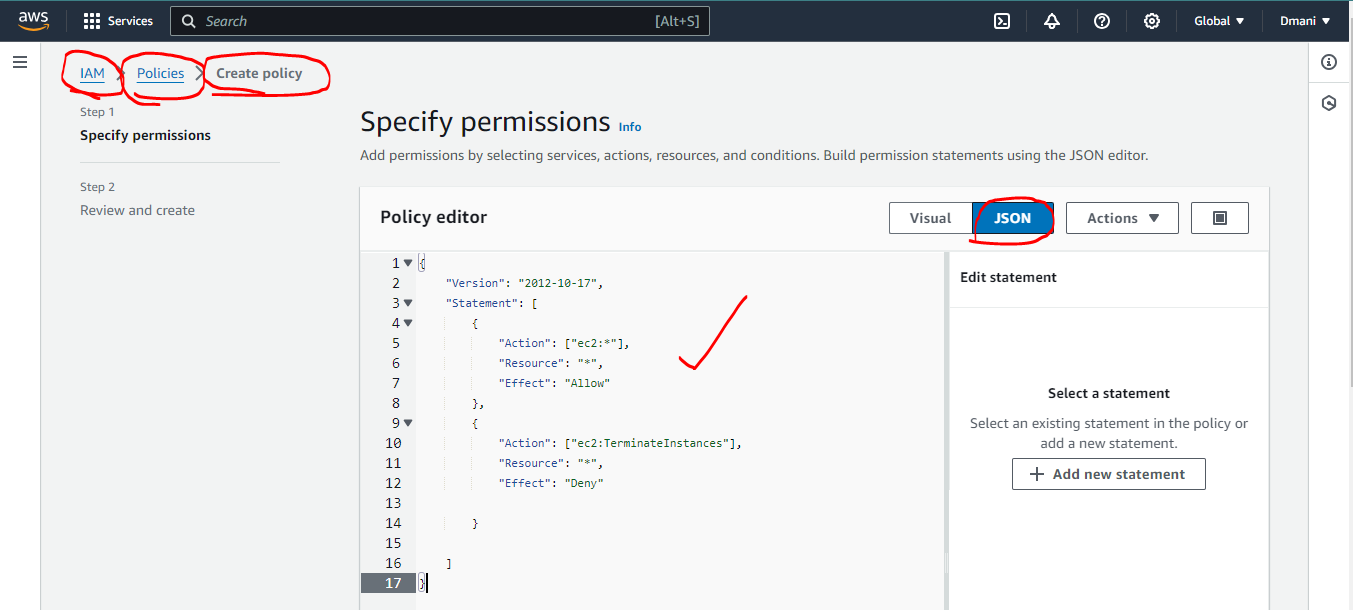 aws Services Search [Alt+S] Global Dmani
IAM Policies Create policy
Step 1
Specify permissions
Step 2
Review and create
Specify permissions Info
Add permissions by selecting services, actions, resources, and conditions. Build permission statements using the JSON editor.
Policy editor Visual JSON Actions
1 {
2 "Version": "2012-10-17",
3 "Statement": [
4 {
5 "Action": ["ec2:*"],
6 "Resource": "*",
7 "Effect": "Allow"
8 },
9 {
10 "Action": ["ec2:TerminateInstances"],
11 "Resource": "*",
12 "Effect": "Deny"
13
14 }
15
16 ]
17 }
Edit statement
Select a statement
Select an existing statement in the policy or
add a new statement.
+ Add new statement